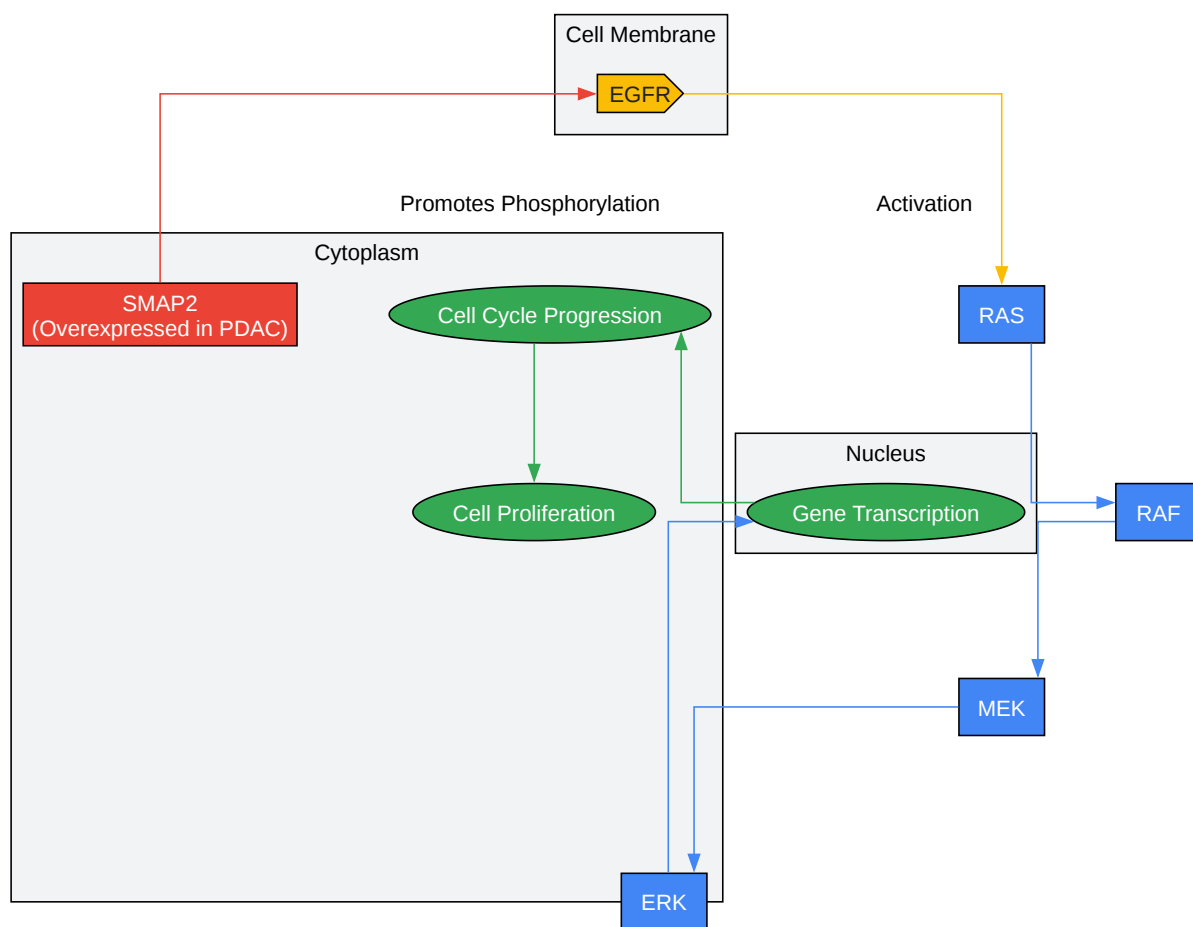 Cell Membrane
EGFR
Promotes Phosphorylation
Activation
Cytoplasm
SMAP2
(Overexpressed in PDAC)
Cell Cycle Progression
RAS
Nucleus
Cell Proliferation
Gene Transcription
RAF
MEK
ERK